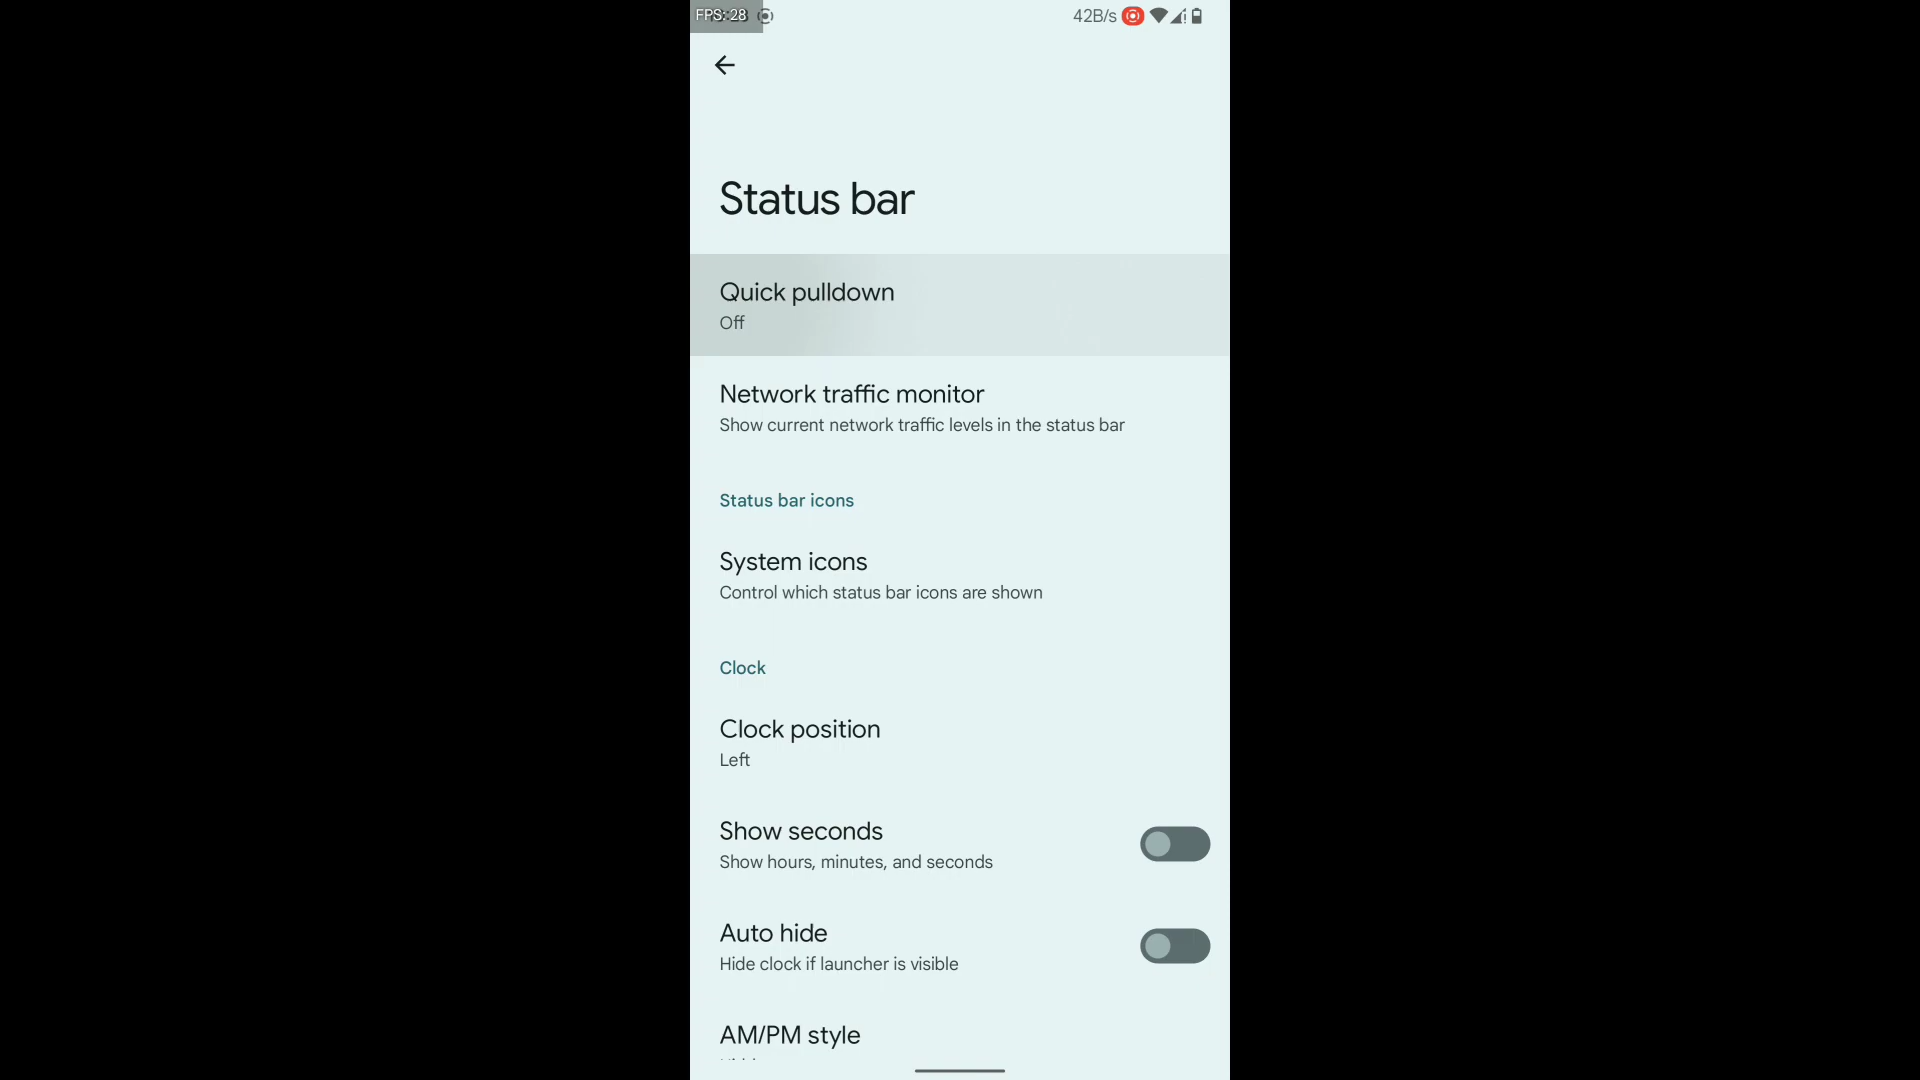 FPS: 28
42B/s
Status bar
Quick pulldown
Off
Network traffic monitor
Show current network traffic levels in the status bar
Status bar icons
System icons
Control which status bar icons are shown
Clock
Clock position
Left
Show seconds
Show hours, minutes, and seconds
Auto hide
Hide clock if launcher is visible
AM/PM style